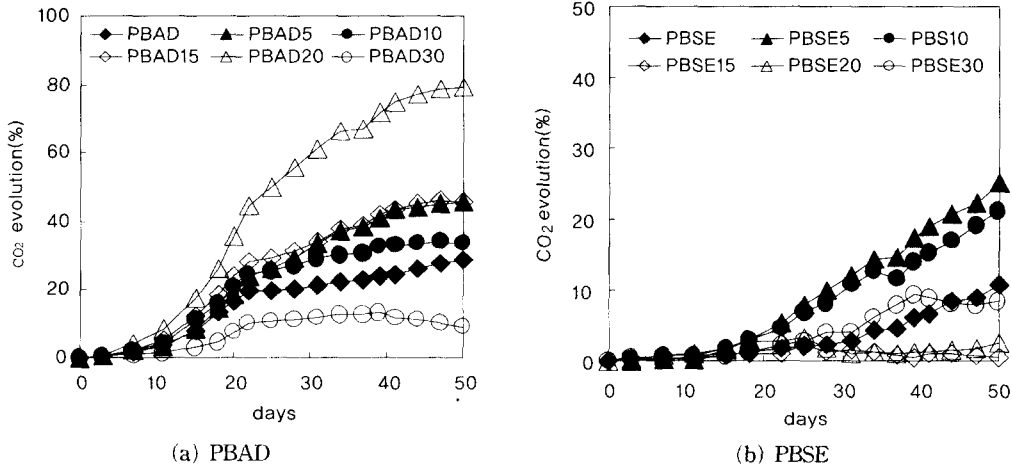 100
80
60
40
20
0
CO₂ evolution(%)
PBAD PBAD5 PBAD10
PBAD15 PBAD20 PBAD30
0 10 20 30 40 50
days
(a) PBAD
50
40
30
20
10
0
CO₂ evolution(%)
PBSE PBSE5 PBS10
PBSE15 PBSE20 PBSE30
0 10 20 30 40 50
days
(b) PBSE